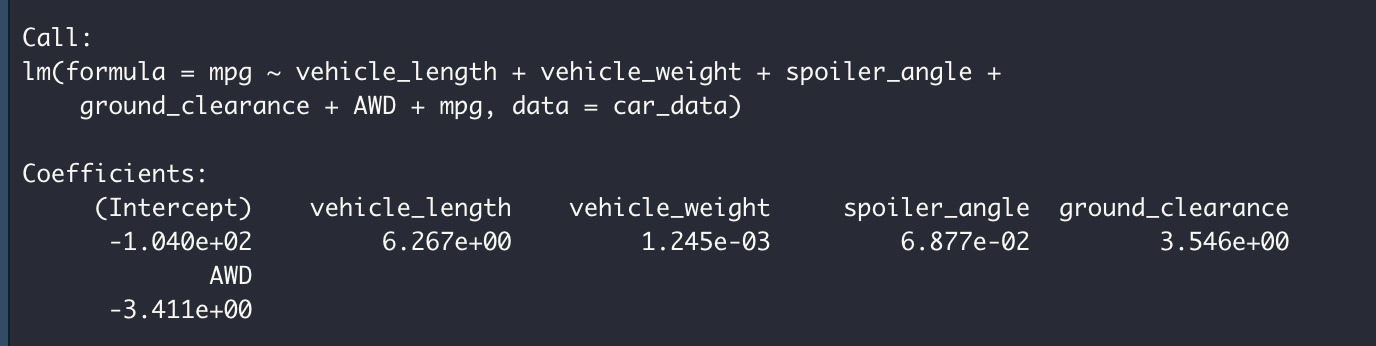 Call:
lm(formula = mpg ~ vehicle_length + vehicle_weight + spoiler_angle +
    ground_clearance + AWD + mpg, data = car_data)

Coefficients:
     (Intercept)    vehicle_length    vehicle_weight     spoiler_angle  ground_clearance
      -1.040e+02         6.267e+00         1.245e-03         6.877e-02         3.546e+00
             AWD
      -3.411e+00